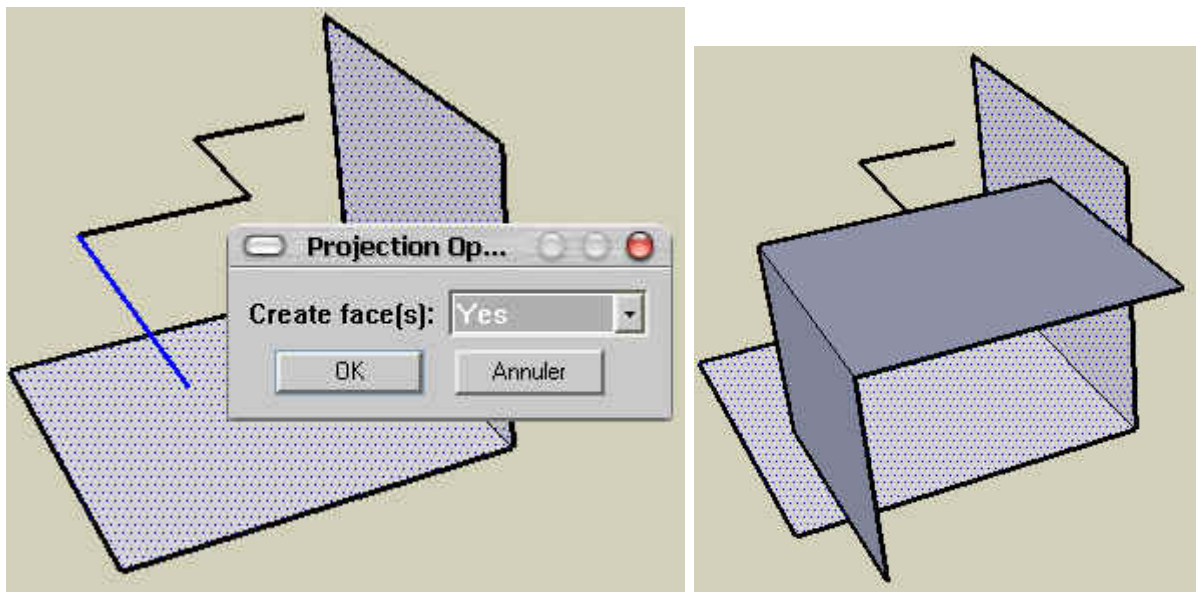 Projection Op...
Create face(s): Yes
OK Annuler